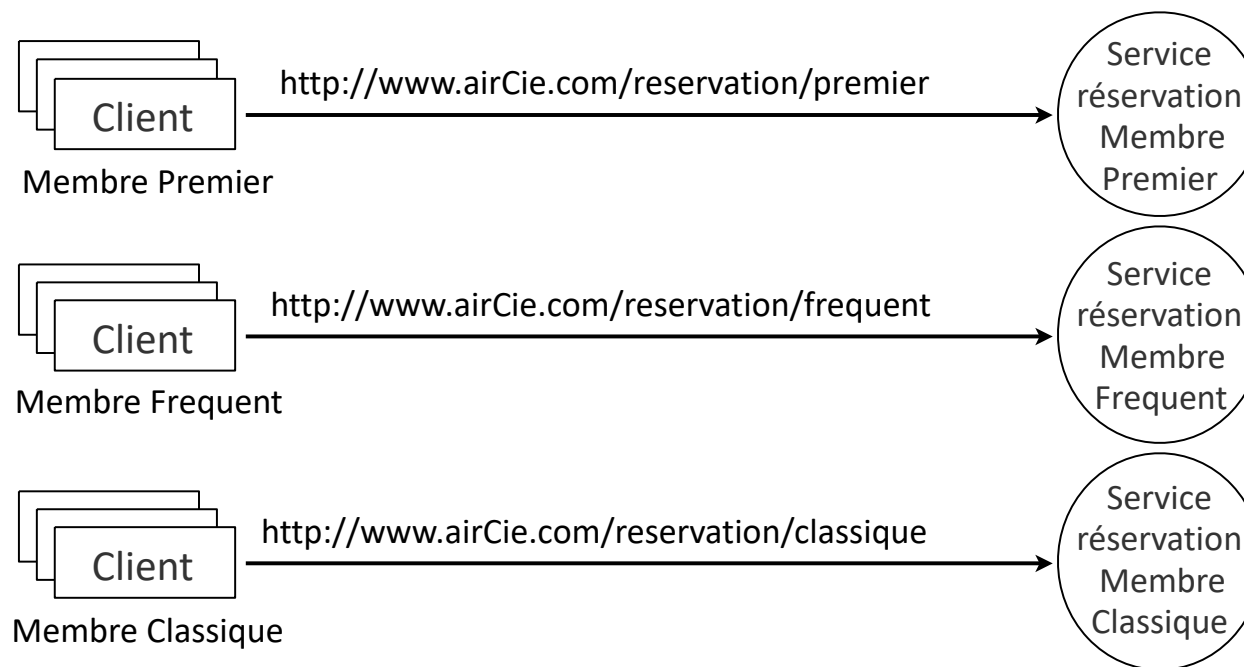 http://www.airCie.com/reservation/premier
Client
Membre Premier
Service
réservation
Membre
Premier
http://www.airCie.com/reservation/frequent
Client
Membre Frequent
Service
réservation
Membre
Frequent
http://www.airCie.com/reservation/classique
Client
Membre Classique
Service
réservation
Membre
Classique